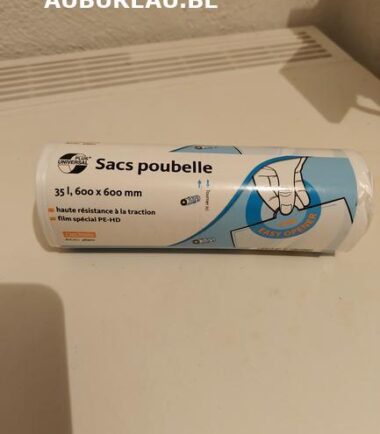 AUBUREAU.BE
PLUS
UNIVERSAL
Sacs poubelle
35 l, 600 x 600 mm
haute résistance à la traction
film spécial PE-HD
EASY OPENER